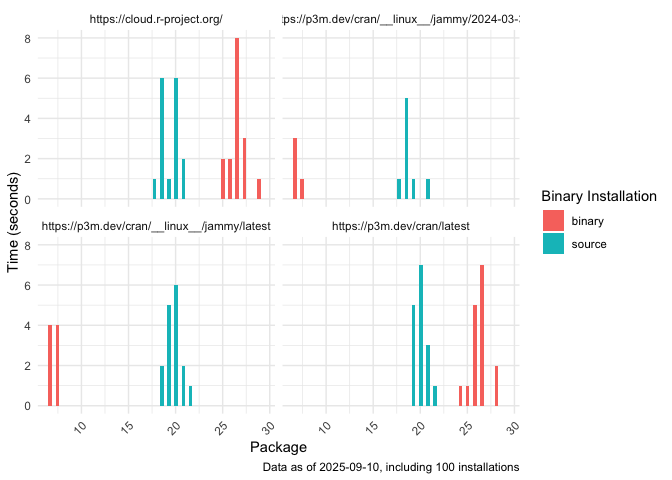 https://cloud.r-project.org/
tps://p3m.dev/cran/__linux__/jammy/2024-03-3
8
6
4
2
0
https://p3m.dev/cran/__linux__/jammy/latest
https://p3m.dev/cran/latest
8
6
4
2
0
10
15
20
25
30
10
15
20
25
30
Time (seconds)
Package
Binary Installation
binary
source
Data as of 2025-09-10, including 100 installations